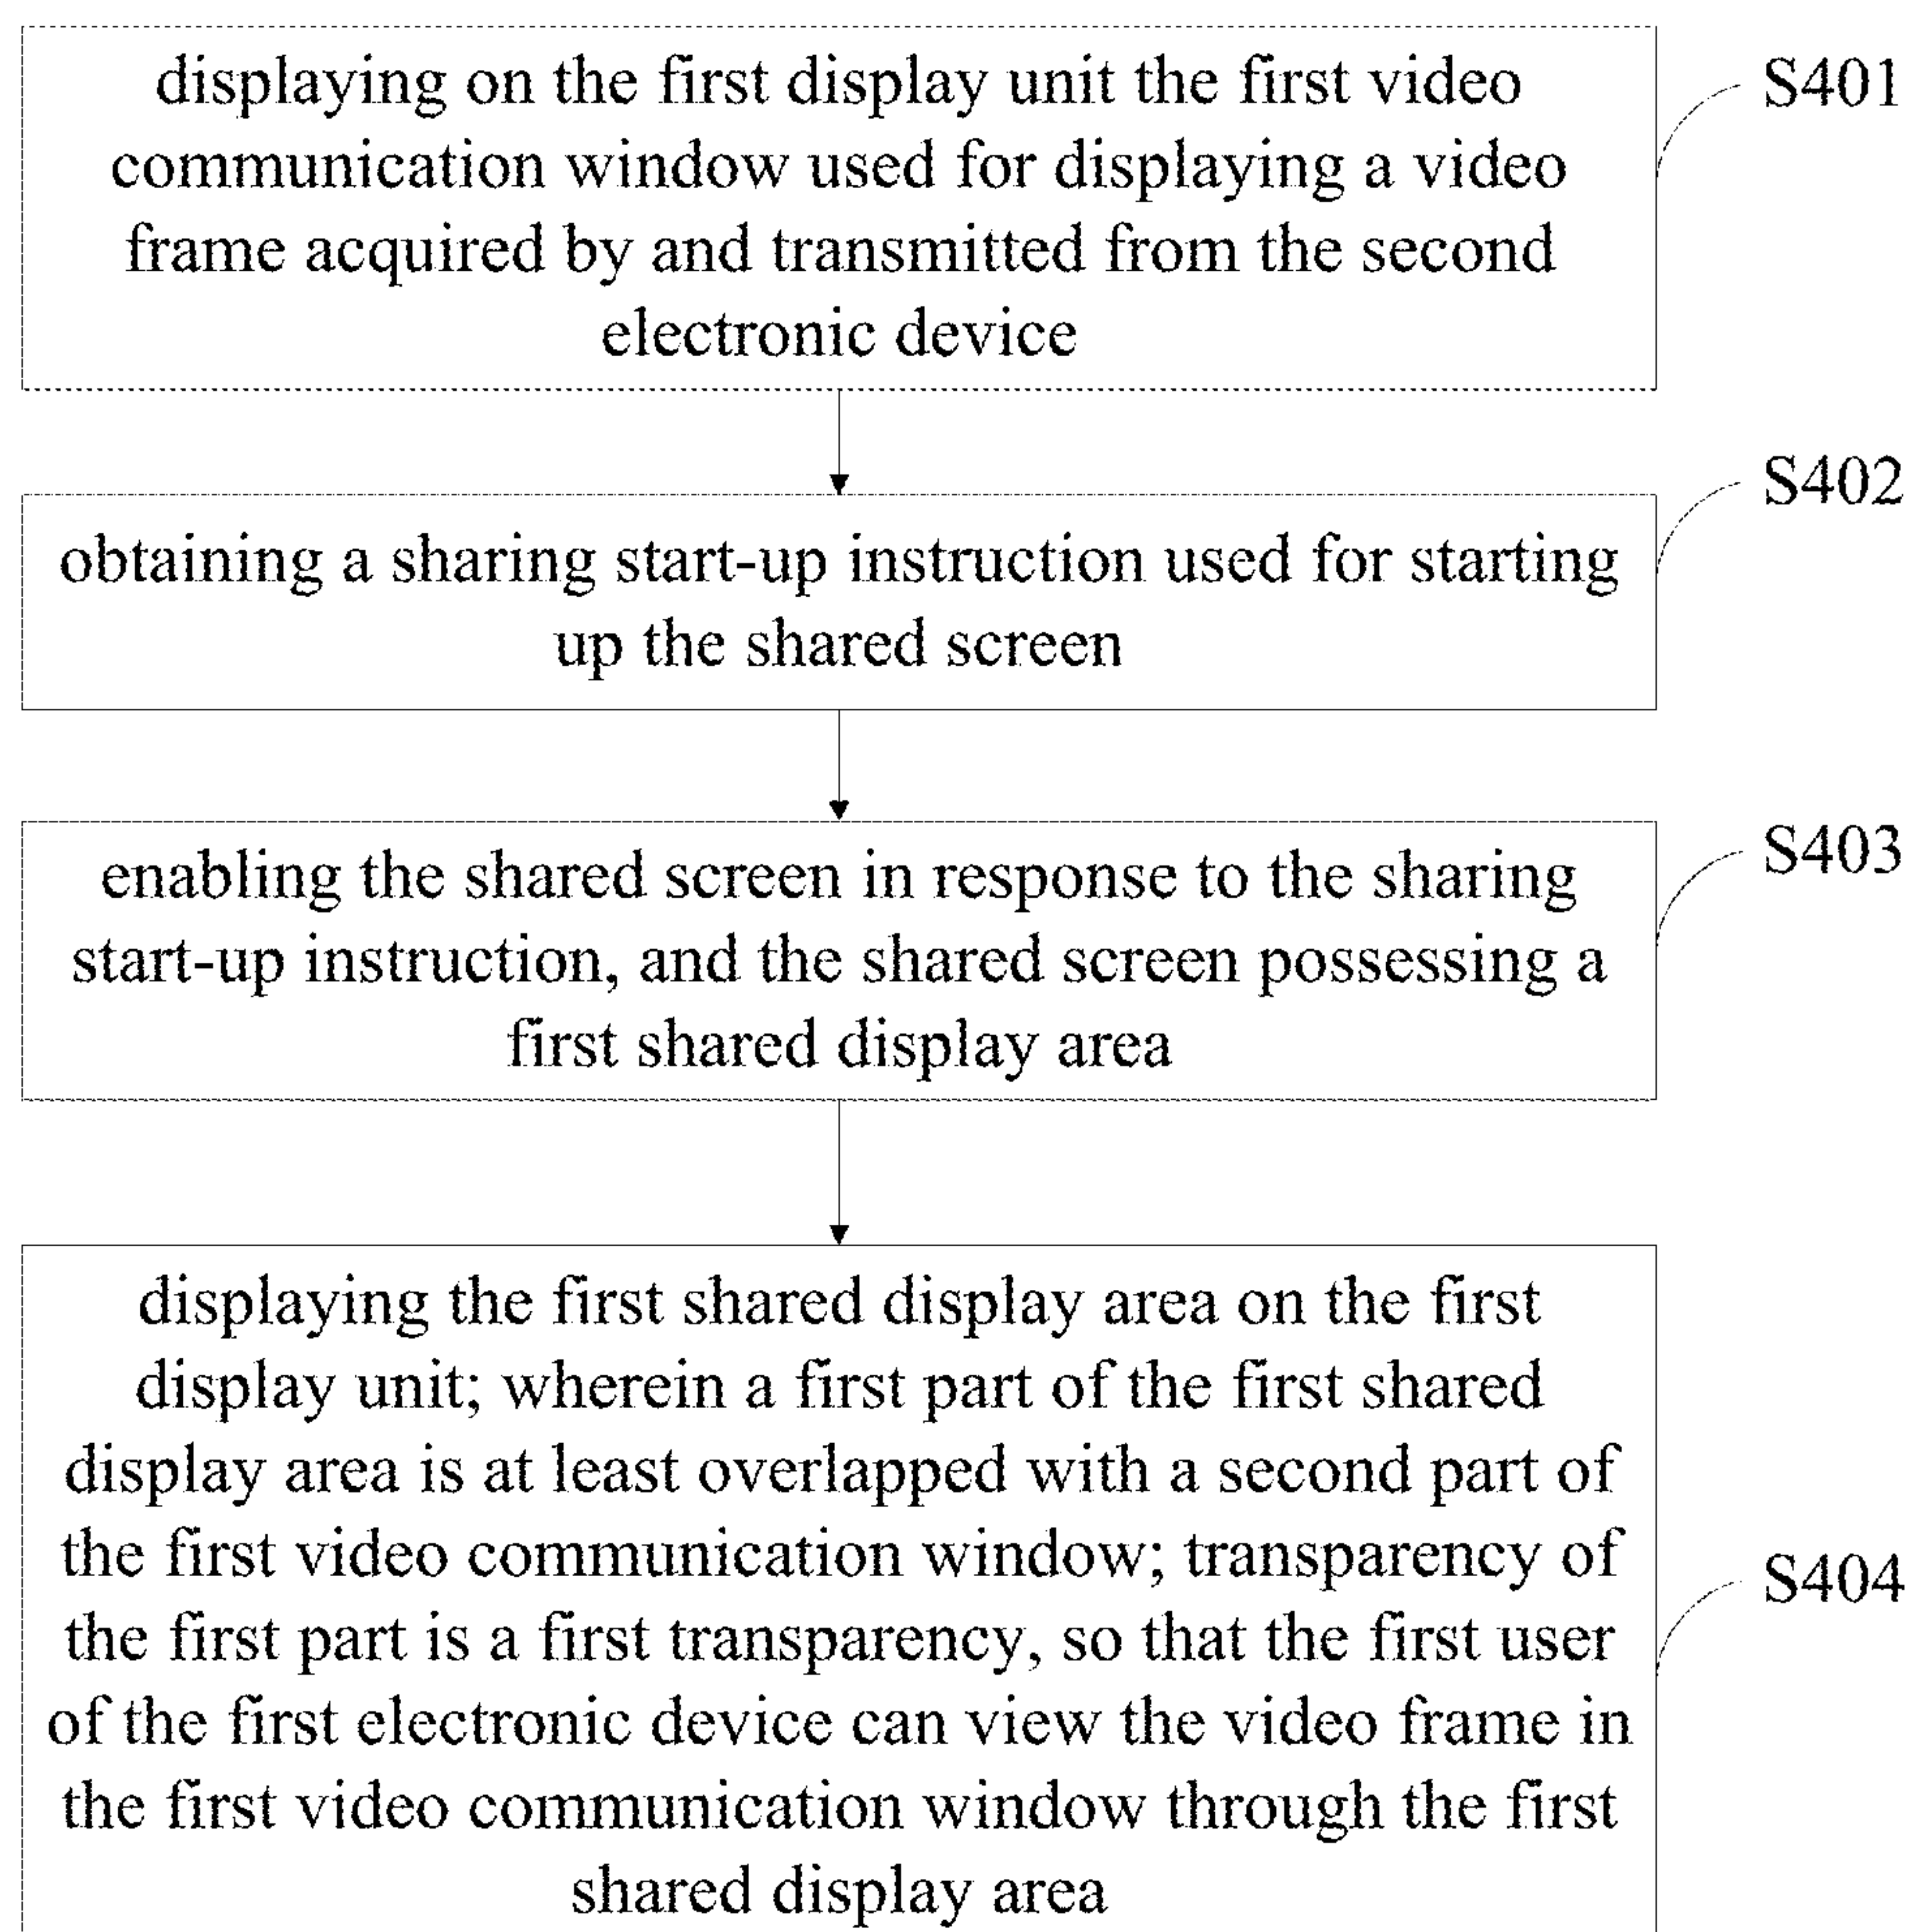 displaying on the first display unit the first video
communication window used for displaying a video
frame acquired by and transmitted from the second
electronic device
S401
obtaining a sharing start-up instruction used for starting
up the shared screen
S402
enabling the shared screen in response to the sharing
start-up instruction, and the shared screen possessing a
first shared display area
S403
displaying the first shared display area on the first
display unit; wherein a first part of the first shared
display area is at least overlapped with a second part of
the first video communication window; transparency of
the first part is a first transparency, so that the first user
of the first electronic device can view the video frame in
the first video communication window through the first
shared display area
S404